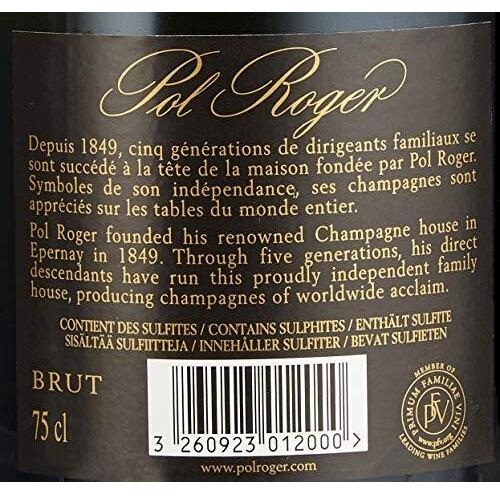 Pol Roger
Depuis 1849, cinq générations de dirigeants familiaux se
sont succédé à la tête de la maison fondée par Pol Roger.
Symboles de son indépendance, ses champagnes sont
appréciés sur les tables du monde entier.
Pol Roger founded his renowned Champagne house in
Epernay in 1849. Through five generations, his direct
descendants have run this proudly independent family
house, producing champagnes of worldwide acclaim.
CONTIENT DES SULFITES / CONTAINS SULPHITES / ENTHÄLT SULFITE
SISÄLTÄÄ SULFIITTEJA / INNEHÅLLER SULFITER / BEVAT SULFIETEN
BRUT
75 cl
3 260923 012000 >
www.polroger.com
MEMBER OF
PRIMUM FAMILIAE VINI
PFV
www.pfv.org
LEADING WINE FAMILIES